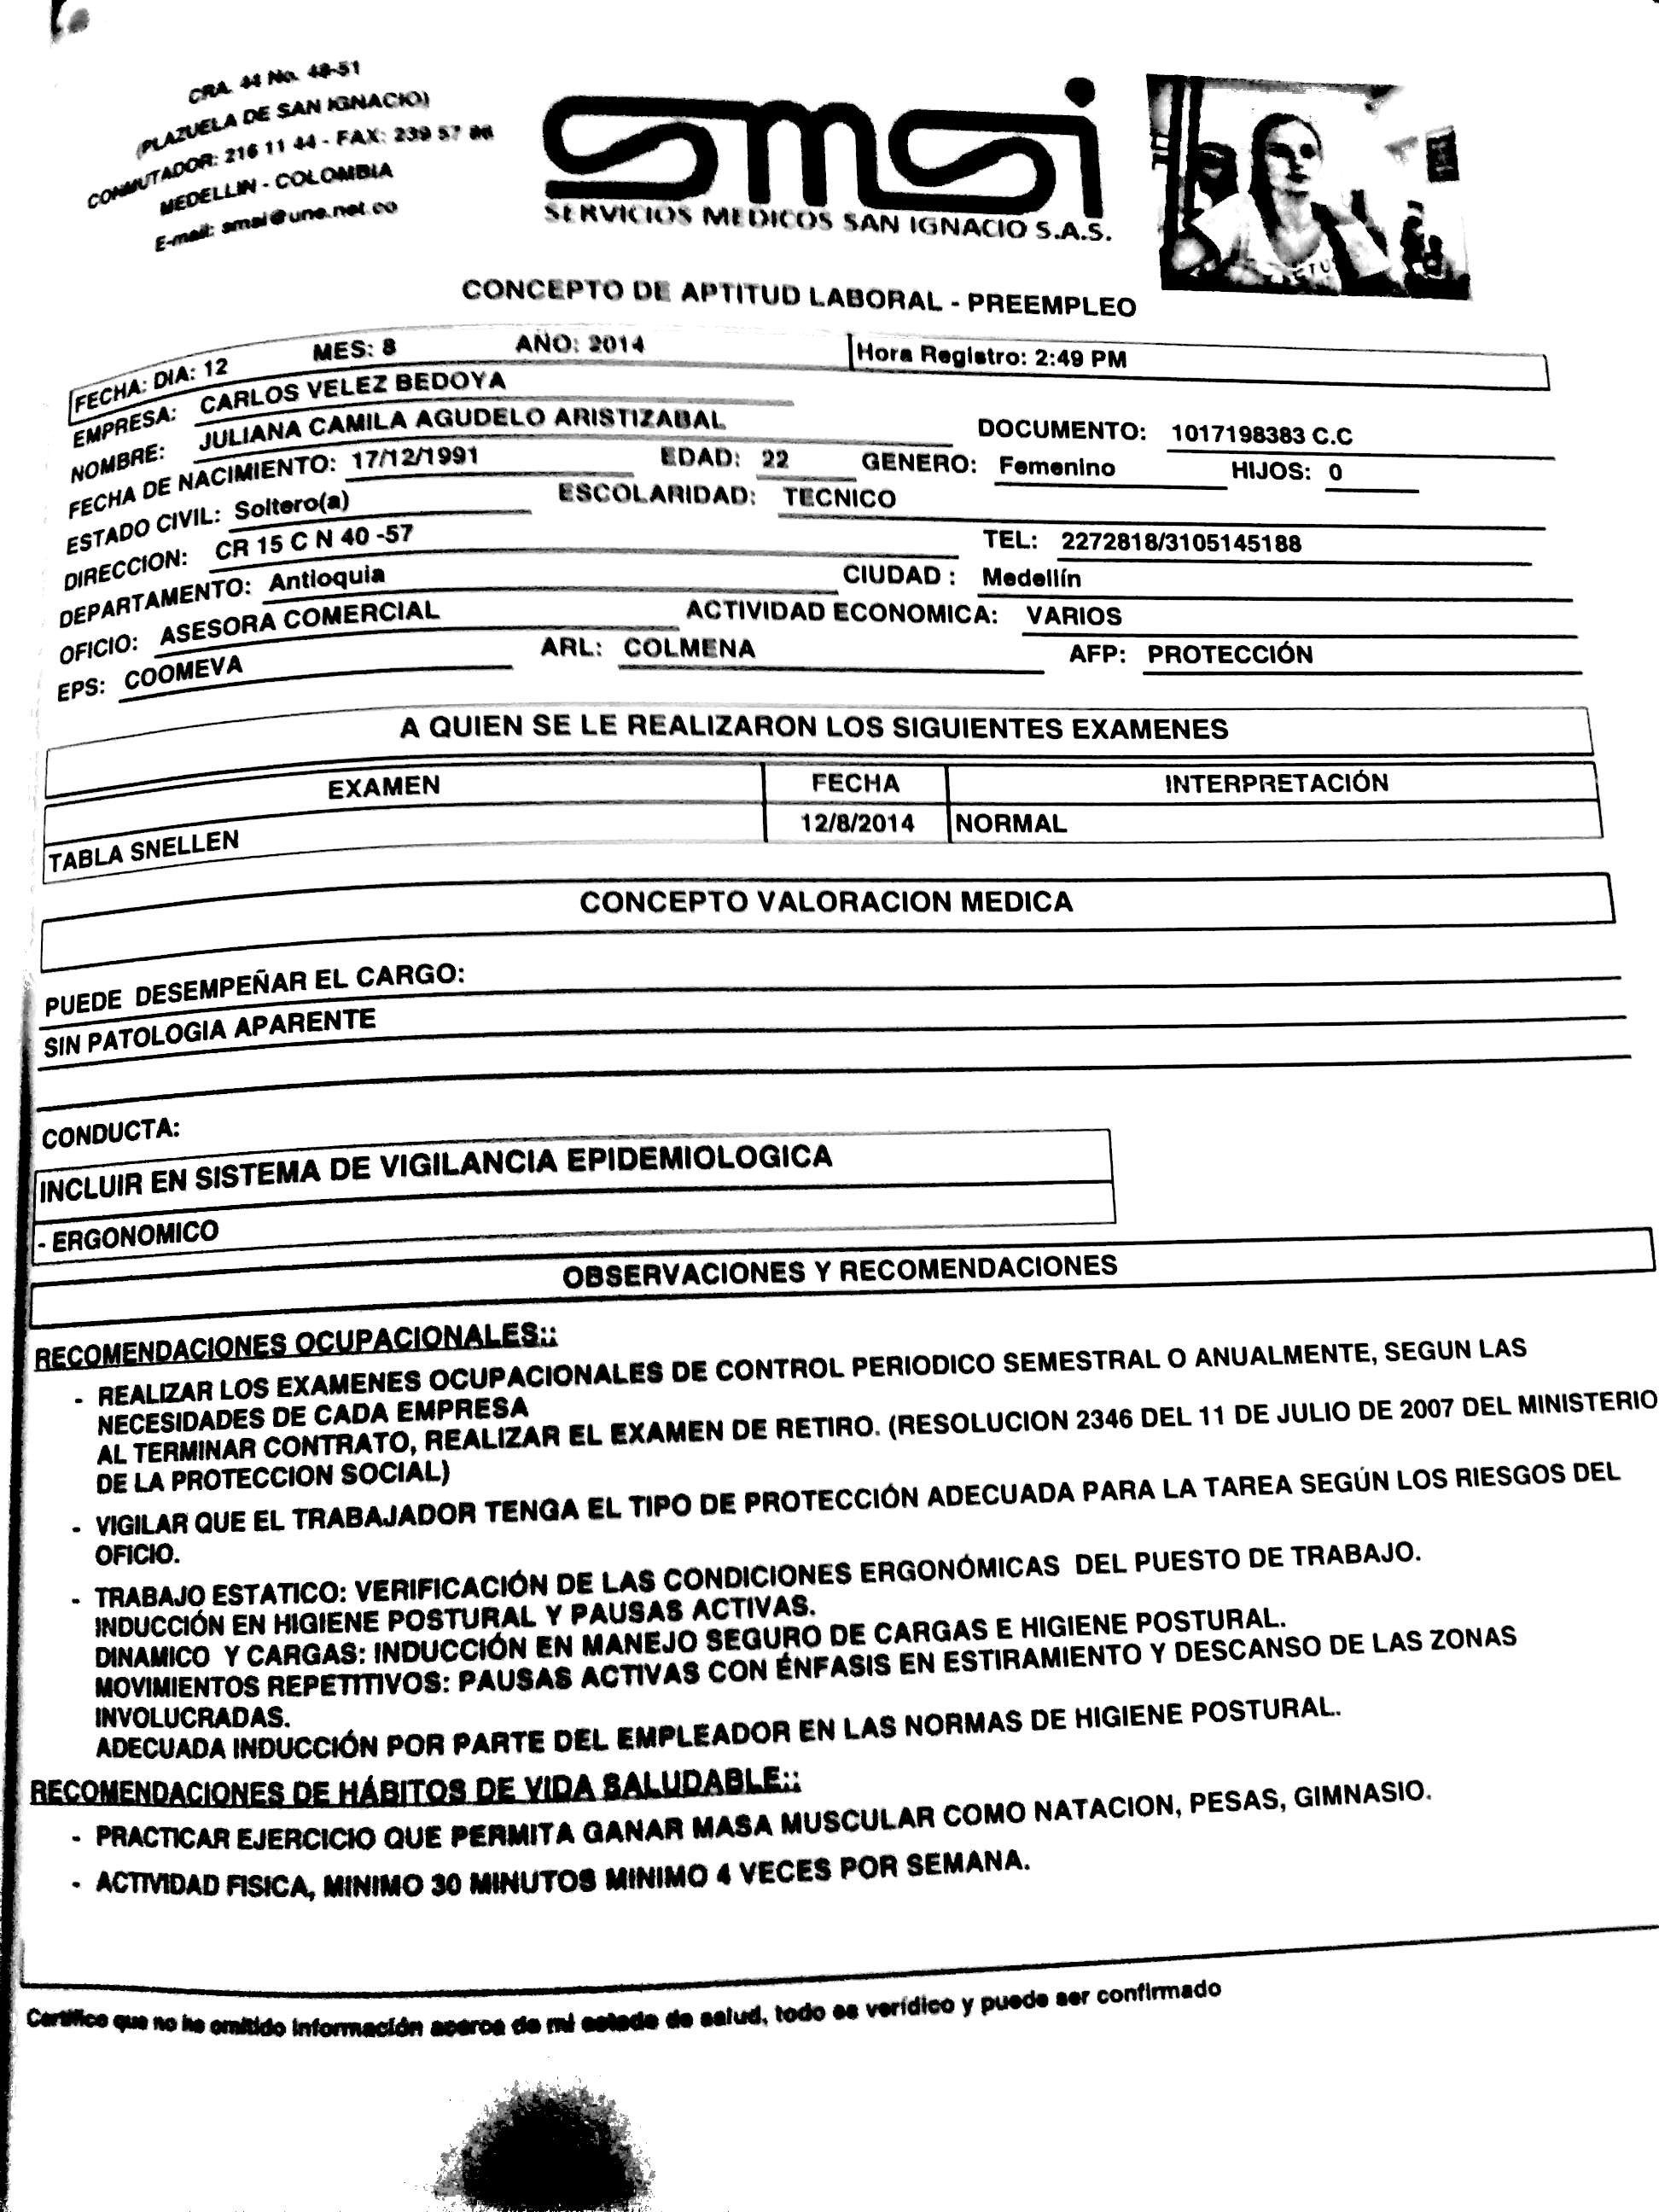 CRA. 44 No. 48-51
(PLAZUELA DE SAN IGNACIO)
CONMUTADOR: 216 11 44 - FAX: 239 57 86
MEDELLIN - COLOMBIA
E-mail: smsi@une.net.co
smsi
SERVICIOS MEDICOS SAN IGNACIO S.A.S.
CONCEPTO DE APTITUD LABORAL - PREEMPLEO
FECHA: DIA: 12 MES: 8 AÑO: 2014 Hora Registro: 2:49 PM
EMPRESA: CARLOS VELEZ BEDOYA
NOMBRE: JULIANA CAMILA AGUDELO ARISTIZABAL DOCUMENTO: 1017198383 C.C
FECHA DE NACIMIENTO: 17/12/1991 EDAD: 22 GENERO: Femenino HIJOS: 0
ESTADO CIVIL: Soltero(a) ESCOLARIDAD: TECNICO
DIRECCION: CR 15 C N 40 -57 TEL: 2272818/3105145188
DEPARTAMENTO: Antioquia CIUDAD : Medellín
OFICIO: ASESORA COMERCIAL ACTIVIDAD ECONOMICA: VARIOS
EPS: COOMEVA ARL: COLMENA AFP: PROTECCIÓN
A QUIEN SE LE REALIZARON LOS SIGUIENTES EXAMENES
EXAMEN FECHA INTERPRETACIÓN
TABLA SNELLEN 12/8/2014 NORMAL
CONCEPTO VALORACION MEDICA
PUEDE DESEMPEÑAR EL CARGO:
SIN PATOLOGIA APARENTE
CONDUCTA:
INCLUIR EN SISTEMA DE VIGILANCIA EPIDEMIOLOGICA
- ERGONOMICO
OBSERVACIONES Y RECOMENDACIONES
RECOMENDACIONES OCUPACIONALES::
- REALIZAR LOS EXAMENES OCUPACIONALES DE CONTROL PERIODICO SEMESTRAL O ANUALMENTE, SEGUN LAS
NECESIDADES DE CADA EMPRESA
AL TERMINAR CONTRATO, REALIZAR EL EXAMEN DE RETIRO. (RESOLUCION 2346 DEL 11 DE JULIO DE 2007 DEL MINISTERIO
DE LA PROTECCION SOCIAL)
- VIGILAR QUE EL TRABAJADOR TENGA EL TIPO DE PROTECCIÓN ADECUADA PARA LA TAREA SEGÚN LOS RIESGOS DEL
OFICIO.
- TRABAJO ESTATICO: VERIFICACIÓN DE LAS CONDICIONES ERGONÓMICAS DEL PUESTO DE TRABAJO.
INDUCCIÓN EN HIGIENE POSTURAL Y PAUSAS ACTIVAS.
DINAMICO Y CARGAS: INDUCCIÓN EN MANEJO SEGURO DE CARGAS E HIGIENE POSTURAL.
MOVIMIENTOS REPETITIVOS: PAUSAS ACTIVAS CON ÉNFASIS EN ESTIRAMIENTO Y DESCANSO DE LAS ZONAS
INVOLUCRADAS.
ADECUADA INDUCCIÓN POR PARTE DEL EMPLEADOR EN LAS NORMAS DE HIGIENE POSTURAL.
RECOMENDACIONES DE HÁBITOS DE VIDA SALUDABLE::
- PRACTICAR EJERCICIO QUE PERMITA GANAR MASA MUSCULAR COMO NATACION, PESAS, GIMNASIO.
- ACTIVIDAD FISICA, MINIMO 30 MINUTOS MINIMO 4 VECES POR SEMANA.
Certifico que no he omitido información acerca de mi estado de salud, todo es verídico y puede ser confirmado